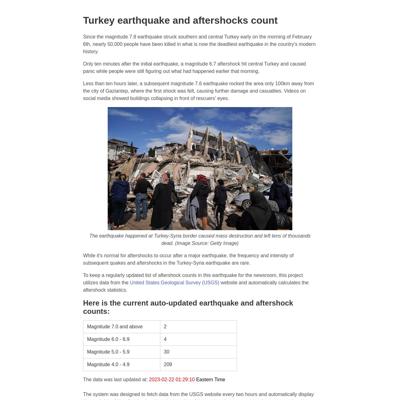 Turkey earthquake and aftershocks count
Since the magnitude 7.8 earthquake struck southern and central Turkey early on the morning of February
6th, nearly 50,000 people have been killed in what is now the deadliest earthquake in the country's modern
history.
Only ten minutes after the initial earthquake, a magnitude 6.7 aftershock hit central Turkey and caused
panic while people were still figuring out what had happened earlier that morning.
Less than ten hours later, a subsequent magnitude 7.6 earthquake rocked the area only 100km away from
the city of Gaziantep, where the first shock was felt, causing further damage and casualties. Videos on
social media showed buildings collapsing in front of rescuers' eyes.
The earthquake happened at Turkey-Syria border caused mass destruction and left tens of thousands
dead. (Image Source: Getty Image)
While it's normal for aftershocks to occur after a major earthquake, the frequency and intensity of
subsequent quakes and aftershocks in the Turkey-Syria earthquake are rare.
To keep a regularly updated list of aftershock counts in this earthquake for the newsroom, this project
utilizes data from the United States Geological Survey (USGS) website and automatically calculates the
aftershock statistics.
Here is the current auto-updated earthquake and aftershock
counts:
Magnitude 7.0 and above 2
Magnitude 6.0 - 6.9 4
Magnitude 5.0 - 5.9 30
Magnitude 4.0 - 4.9 209
The data was last updated at: 2023-02-22 01:29:10 Eastern Time
The system was designed to fetch data from the USGS website every two hours and automatically display